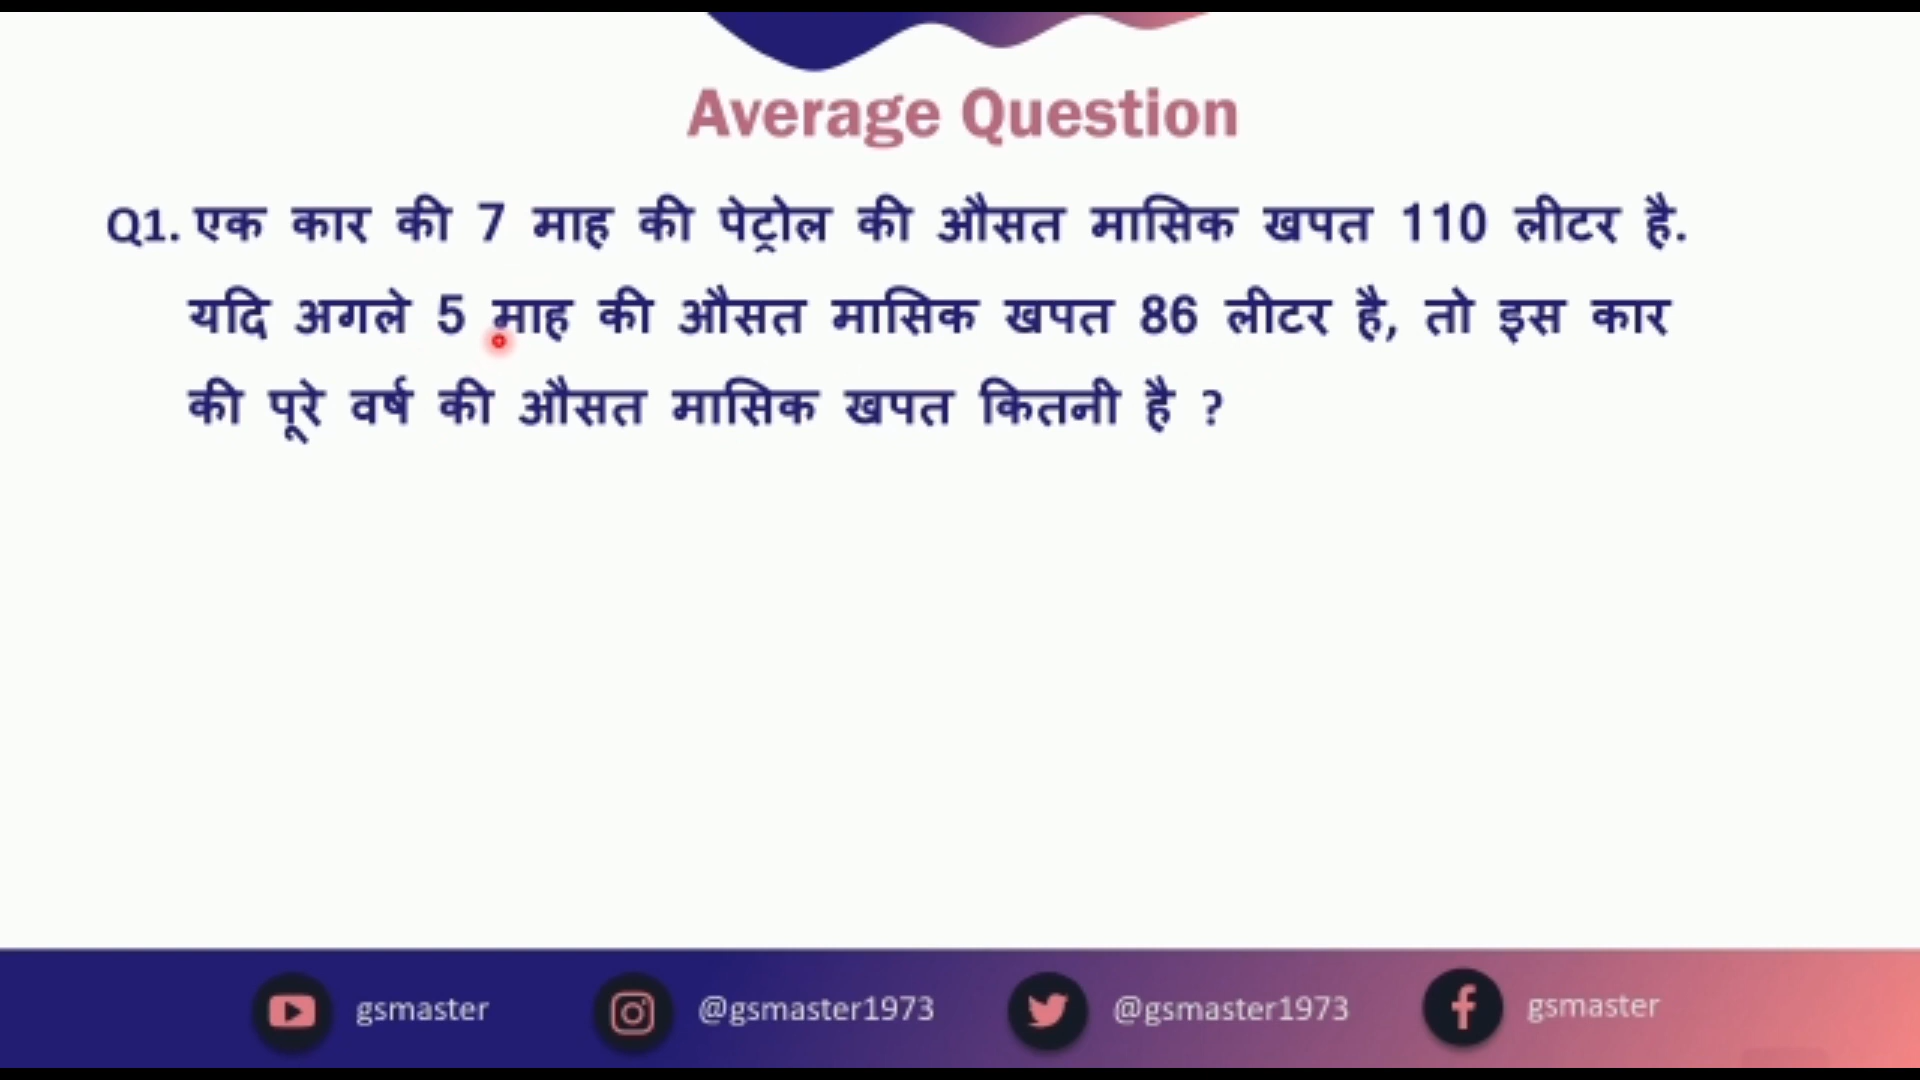 Average Question
Q1. एक कार की 7 माह की पेट्रोल की औसत मासिक खपत 110 लीटर है.
यदि अगले 5 माह की औसत मासिक खपत 86 लीटर है, तो इस कार
की पूरे वर्ष की औसत मासिक खपत कितनी है ?
gsmaster @gsmaster1973 @gsmaster1973 gsmaster